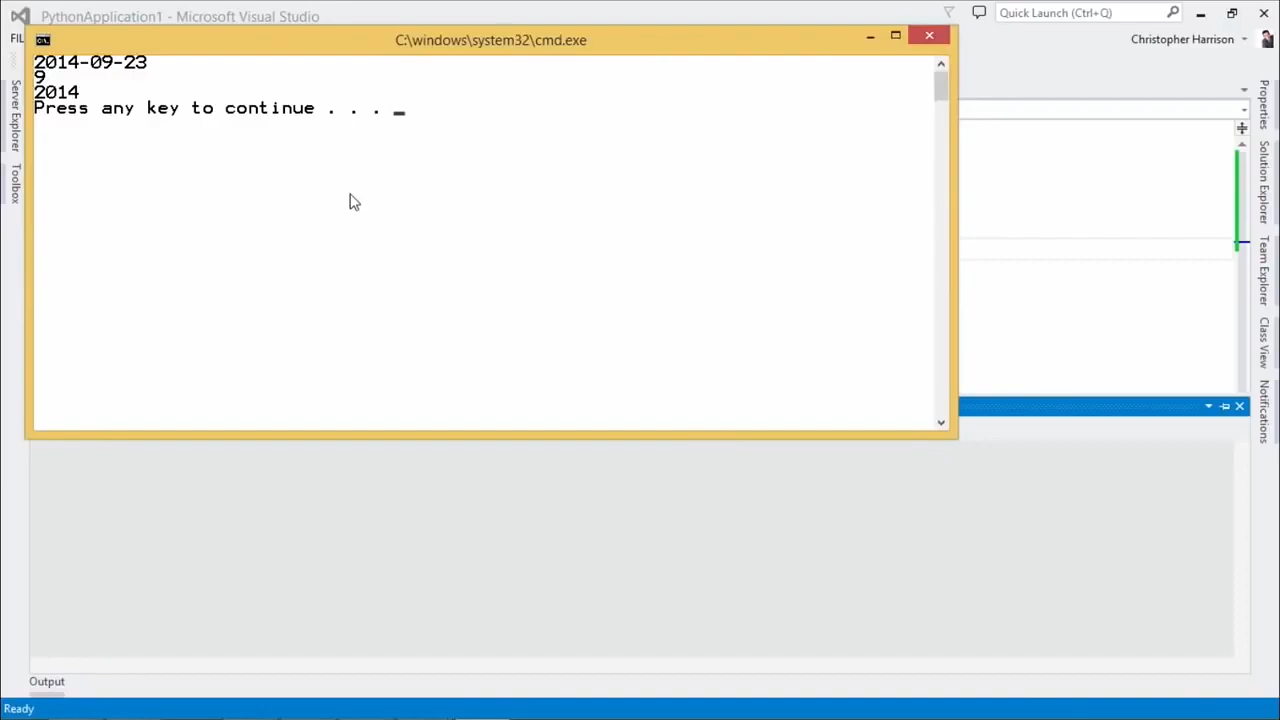 PythonApplication1 - Microsoft Visual Studio
Quick Launch (Ctrl+Q)
FIL
Christopher Harrison
C:\windows\system32\cmd.exe
2014-09-23
9
2014
Press any key to continue . . . _
Server Explorer
Toolbox
Properties
Solution Explorer
Team Explorer
Class View
Notifications
Output
Ready